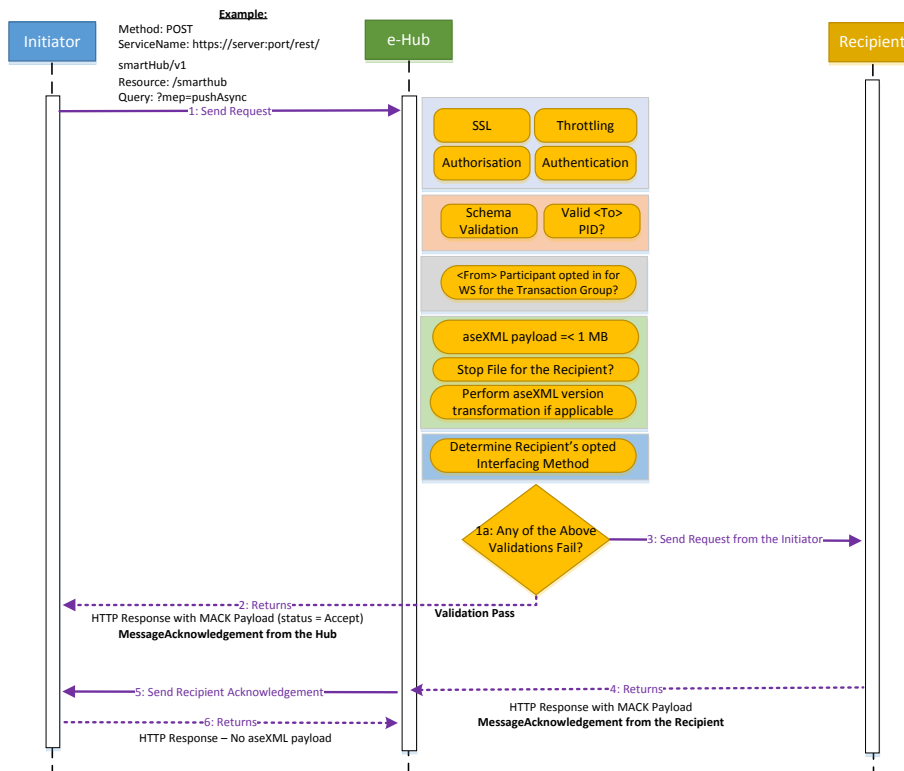 Example:
Method: POST
ServiceName: https://server:port/rest/
smartHub/v1
Resource: /smarthub
Query: ?mep=pushAsync
Initiator
e-Hub
Recipient
1: Send Request
SSL
Throttling
Authorisation
Authentication
Schema
Validation
Valid <To>
PID?
<From> Participant opted in for
WS for the Transaction Group?
aseXML payload =< 1 MB
Stop File for the Recipient?
Perform aseXML version
transformation if applicable
Determine Recipient's opted
Interfacing Method
1a: Any of the Above
Validations Fail?
3: Send Request from the Initiator
2: Returns
HTTP Response with MACK Payload (status = Accept)
MessageAcknowledgement from the Hub
Validation Pass
4: Returns
HTTP Response with MACK Payload
MessageAcknowledgement from the Recipient
5: Send Recipient Acknowledgement
6: Returns
HTTP Response – No aseXML payload